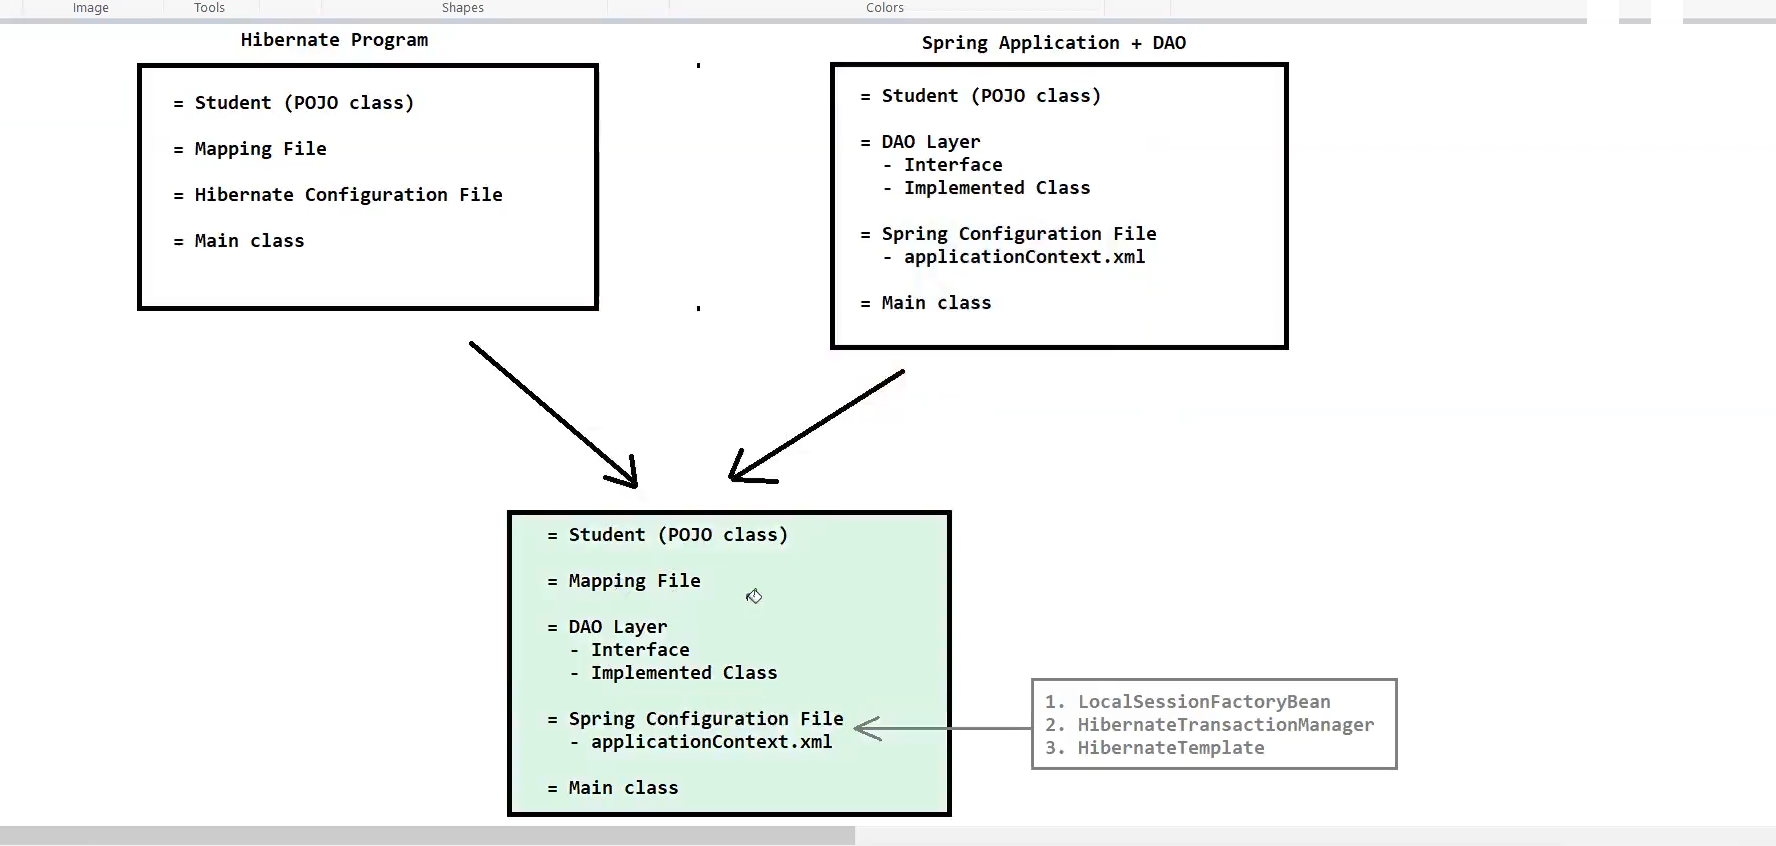 Image Tools Shapes Colors
Hibernate Program
= Student (POJO class)
= Mapping File
= Hibernate Configuration File
= Main class
Spring Application + DAO
= Student (POJO class)
= DAO Layer
- Interface
- Implemented Class
= Spring Configuration File
- applicationContext.xml
= Main class
= Student (POJO class)
= Mapping File
= DAO Layer
- Interface
- Implemented Class
= Spring Configuration File
- applicationContext.xml
= Main class
1. LocalSessionFactoryBean
2. HibernateTransactionManager
3. HibernateTemplate